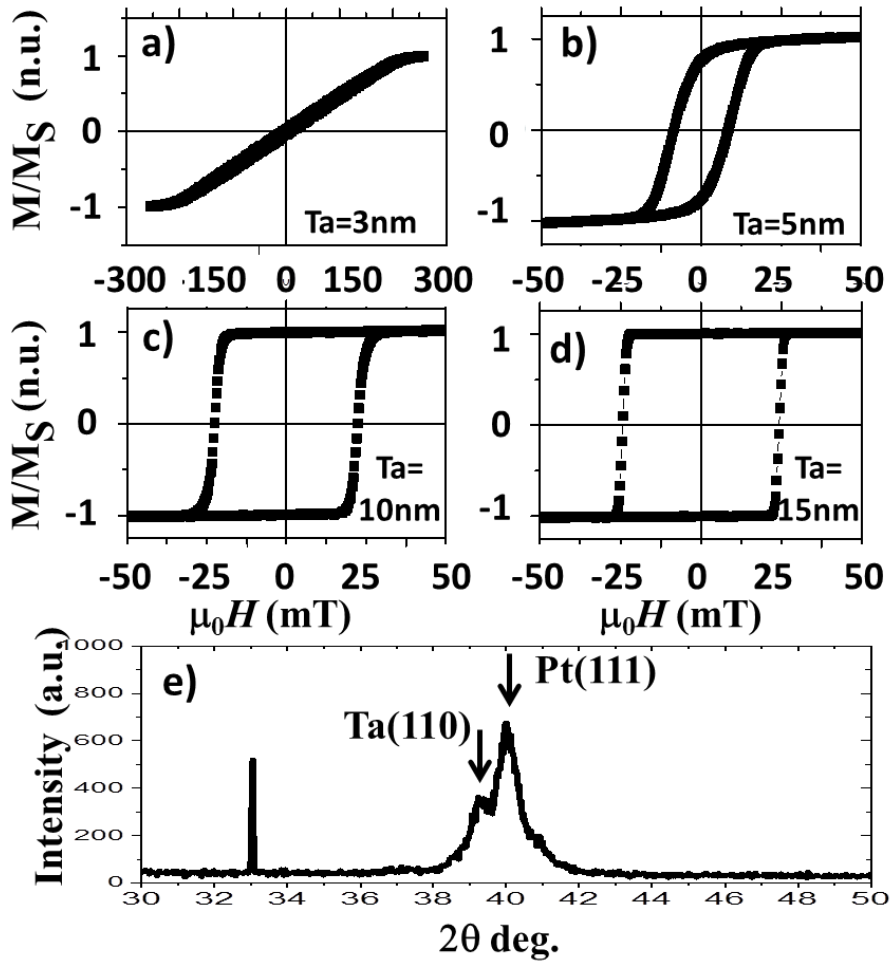 a)
b)
M/M_S (n.u.)
1
0
-1
1
0
-1
Ta=3nm
Ta=5nm
-300 -150 0 150 300
-50 -25 0 25 50
c)
d)
M/M_S (n.u.)
1
0
-1
1
0
-1
Ta=
10nm
Ta=
15nm
-50 -25 0 25 50
-50 -25 0 25 50
μ₀H (mT)
μ₀H (mT)
e)
Intensity (a.u.)
1000
800
600
400
200
0
Pt(111)
Ta(110)
30 32 34 36 38 40 42 44 46 48 50
2θ deg.